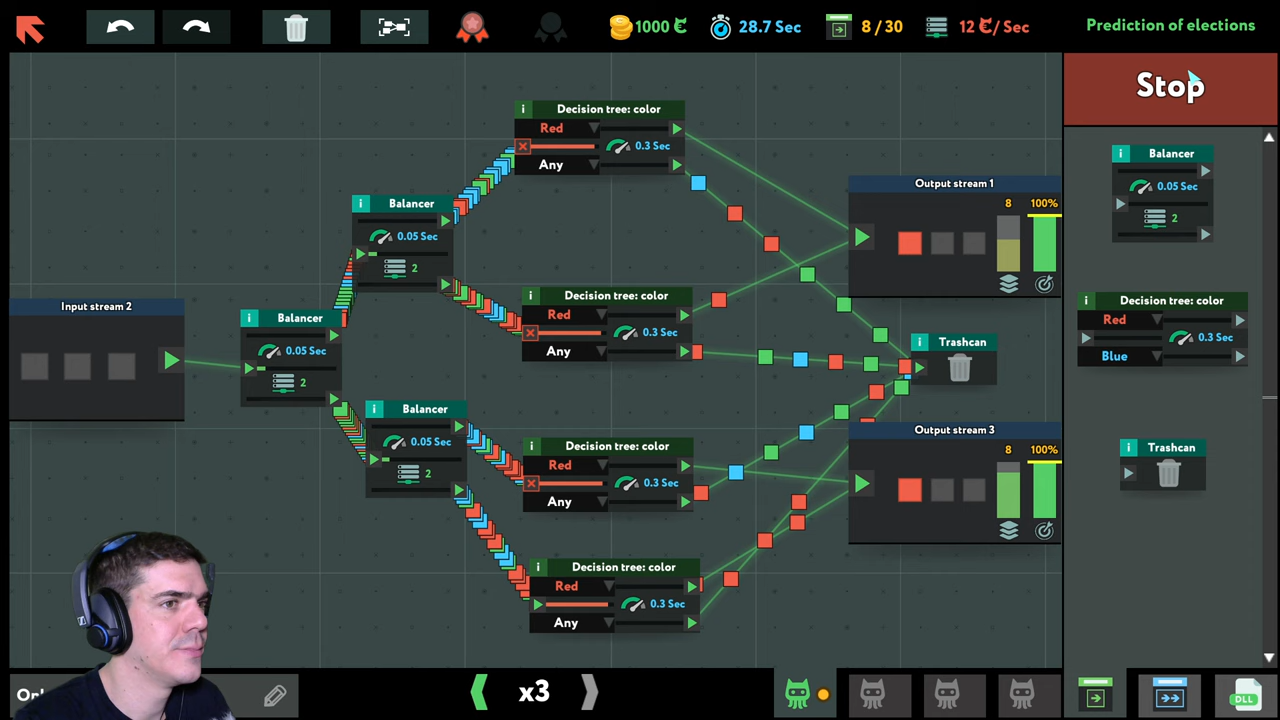 1000 €
28.7 Sec
8 / 30
12 €/Sec
Prediction of elections
Stop
Decision tree: color
Red
0.3 Sec
Any
Balancer
0.05 Sec
2
Output stream 1
8
100%
Input stream 2
Balancer
0.05 Sec
2
Decision tree: color
Red
0.3 Sec
Any
Trashcan
Balancer
0.05 Sec
2
Decision tree: color
Red
0.3 Sec
Any
Output stream 3
8
100%
Decision tree: color
Red
0.3 Sec
Any
Balancer
0.05 Sec
2
Decision tree: color
Red
0.3 Sec
Blue
Trashcan
x3
DLL